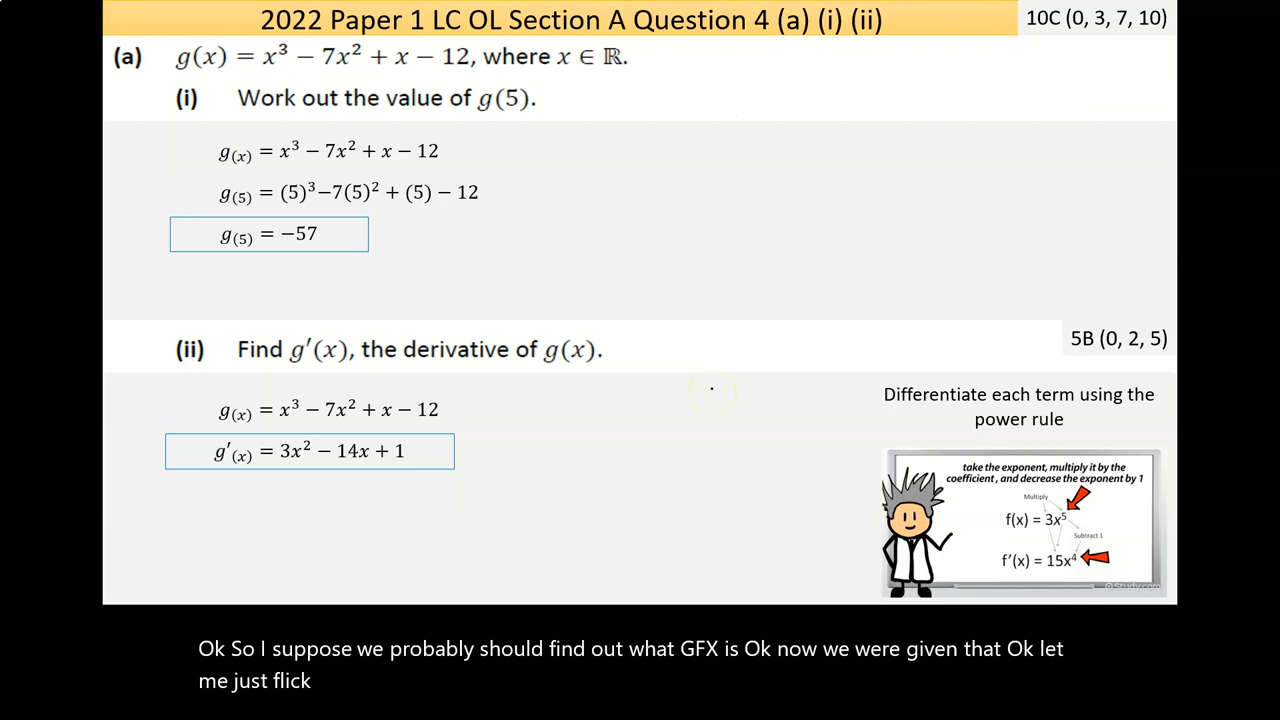 2022 Paper 1 LC OL Section A Question 4 (a) (i) (ii)
10C (0, 3, 7, 10)
(a) g(x) = x³ − 7x² + x − 12, where x ∈ ℝ.
(i) Work out the value of g(5).
g₍ₓ₎ = x³ − 7x² + x − 12
g₍₅₎ = (5)³−7(5)² + (5) − 12
g₍₅₎ = −57
(ii) Find g′(x), the derivative of g(x).
5B (0, 2, 5)
g₍ₓ₎ = x³ − 7x² + x − 12
g′₍ₓ₎ = 3x² − 14x + 1
Differentiate each term using the
power rule
take the exponent, multiply it by the
coefficient, and decrease the exponent by 1
Multiply
f(x) = 3x⁵
Subtract 1
f′(x) = 15x⁴
©study.com
Ok So I suppose we probably should find out what GFX is Ok now we were given that Ok let
me just flick